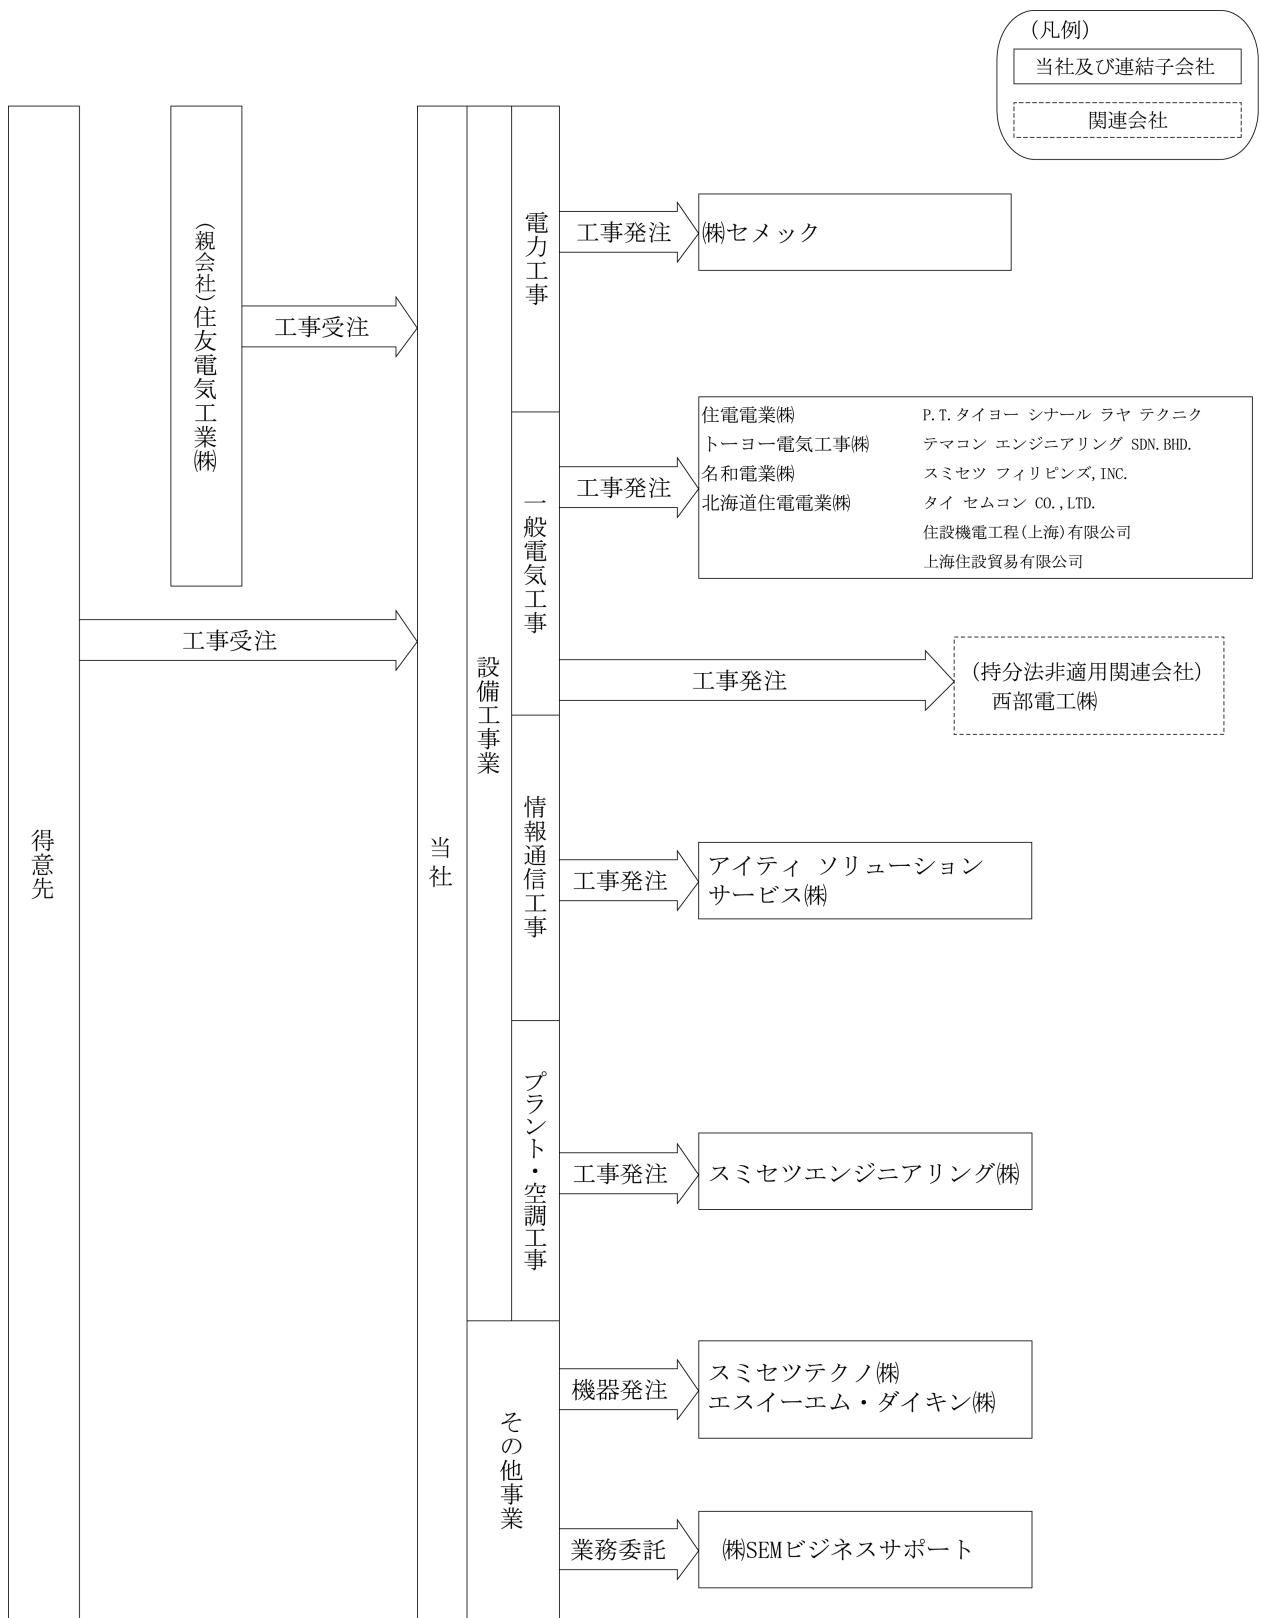 （凡例）
当社及び連結子会社
関連会社
得意先
（親会社）住友電気工業㈱
工事受注
工事受注
当社
設備工事業
電力工事
工事発注
㈱セメック
一般電気工事
工事発注
住電電業㈱
トーヨー電気工事㈱
名和電業㈱
北海道住電電業㈱
P.T.タイヨー シナール ラヤ テクニク
テマコン エンジニアリング SDN.BHD.
スミセツ フィリピンズ,INC.
タイ セムコン CO.,LTD.
住設機電工程(上海)有限公司
上海住設貿易有限公司
工事発注
（持分法非適用関連会社）
西部電工㈱
情報通信工事
工事発注
アイティ ソリューション
サービス㈱
プラント・空調工事
工事発注
スミセツエンジニアリング㈱
その他事業
機器発注
スミセツテクノ㈱
エスイーエム・ダイキン㈱
業務委託
㈱SEMビジネスサポート